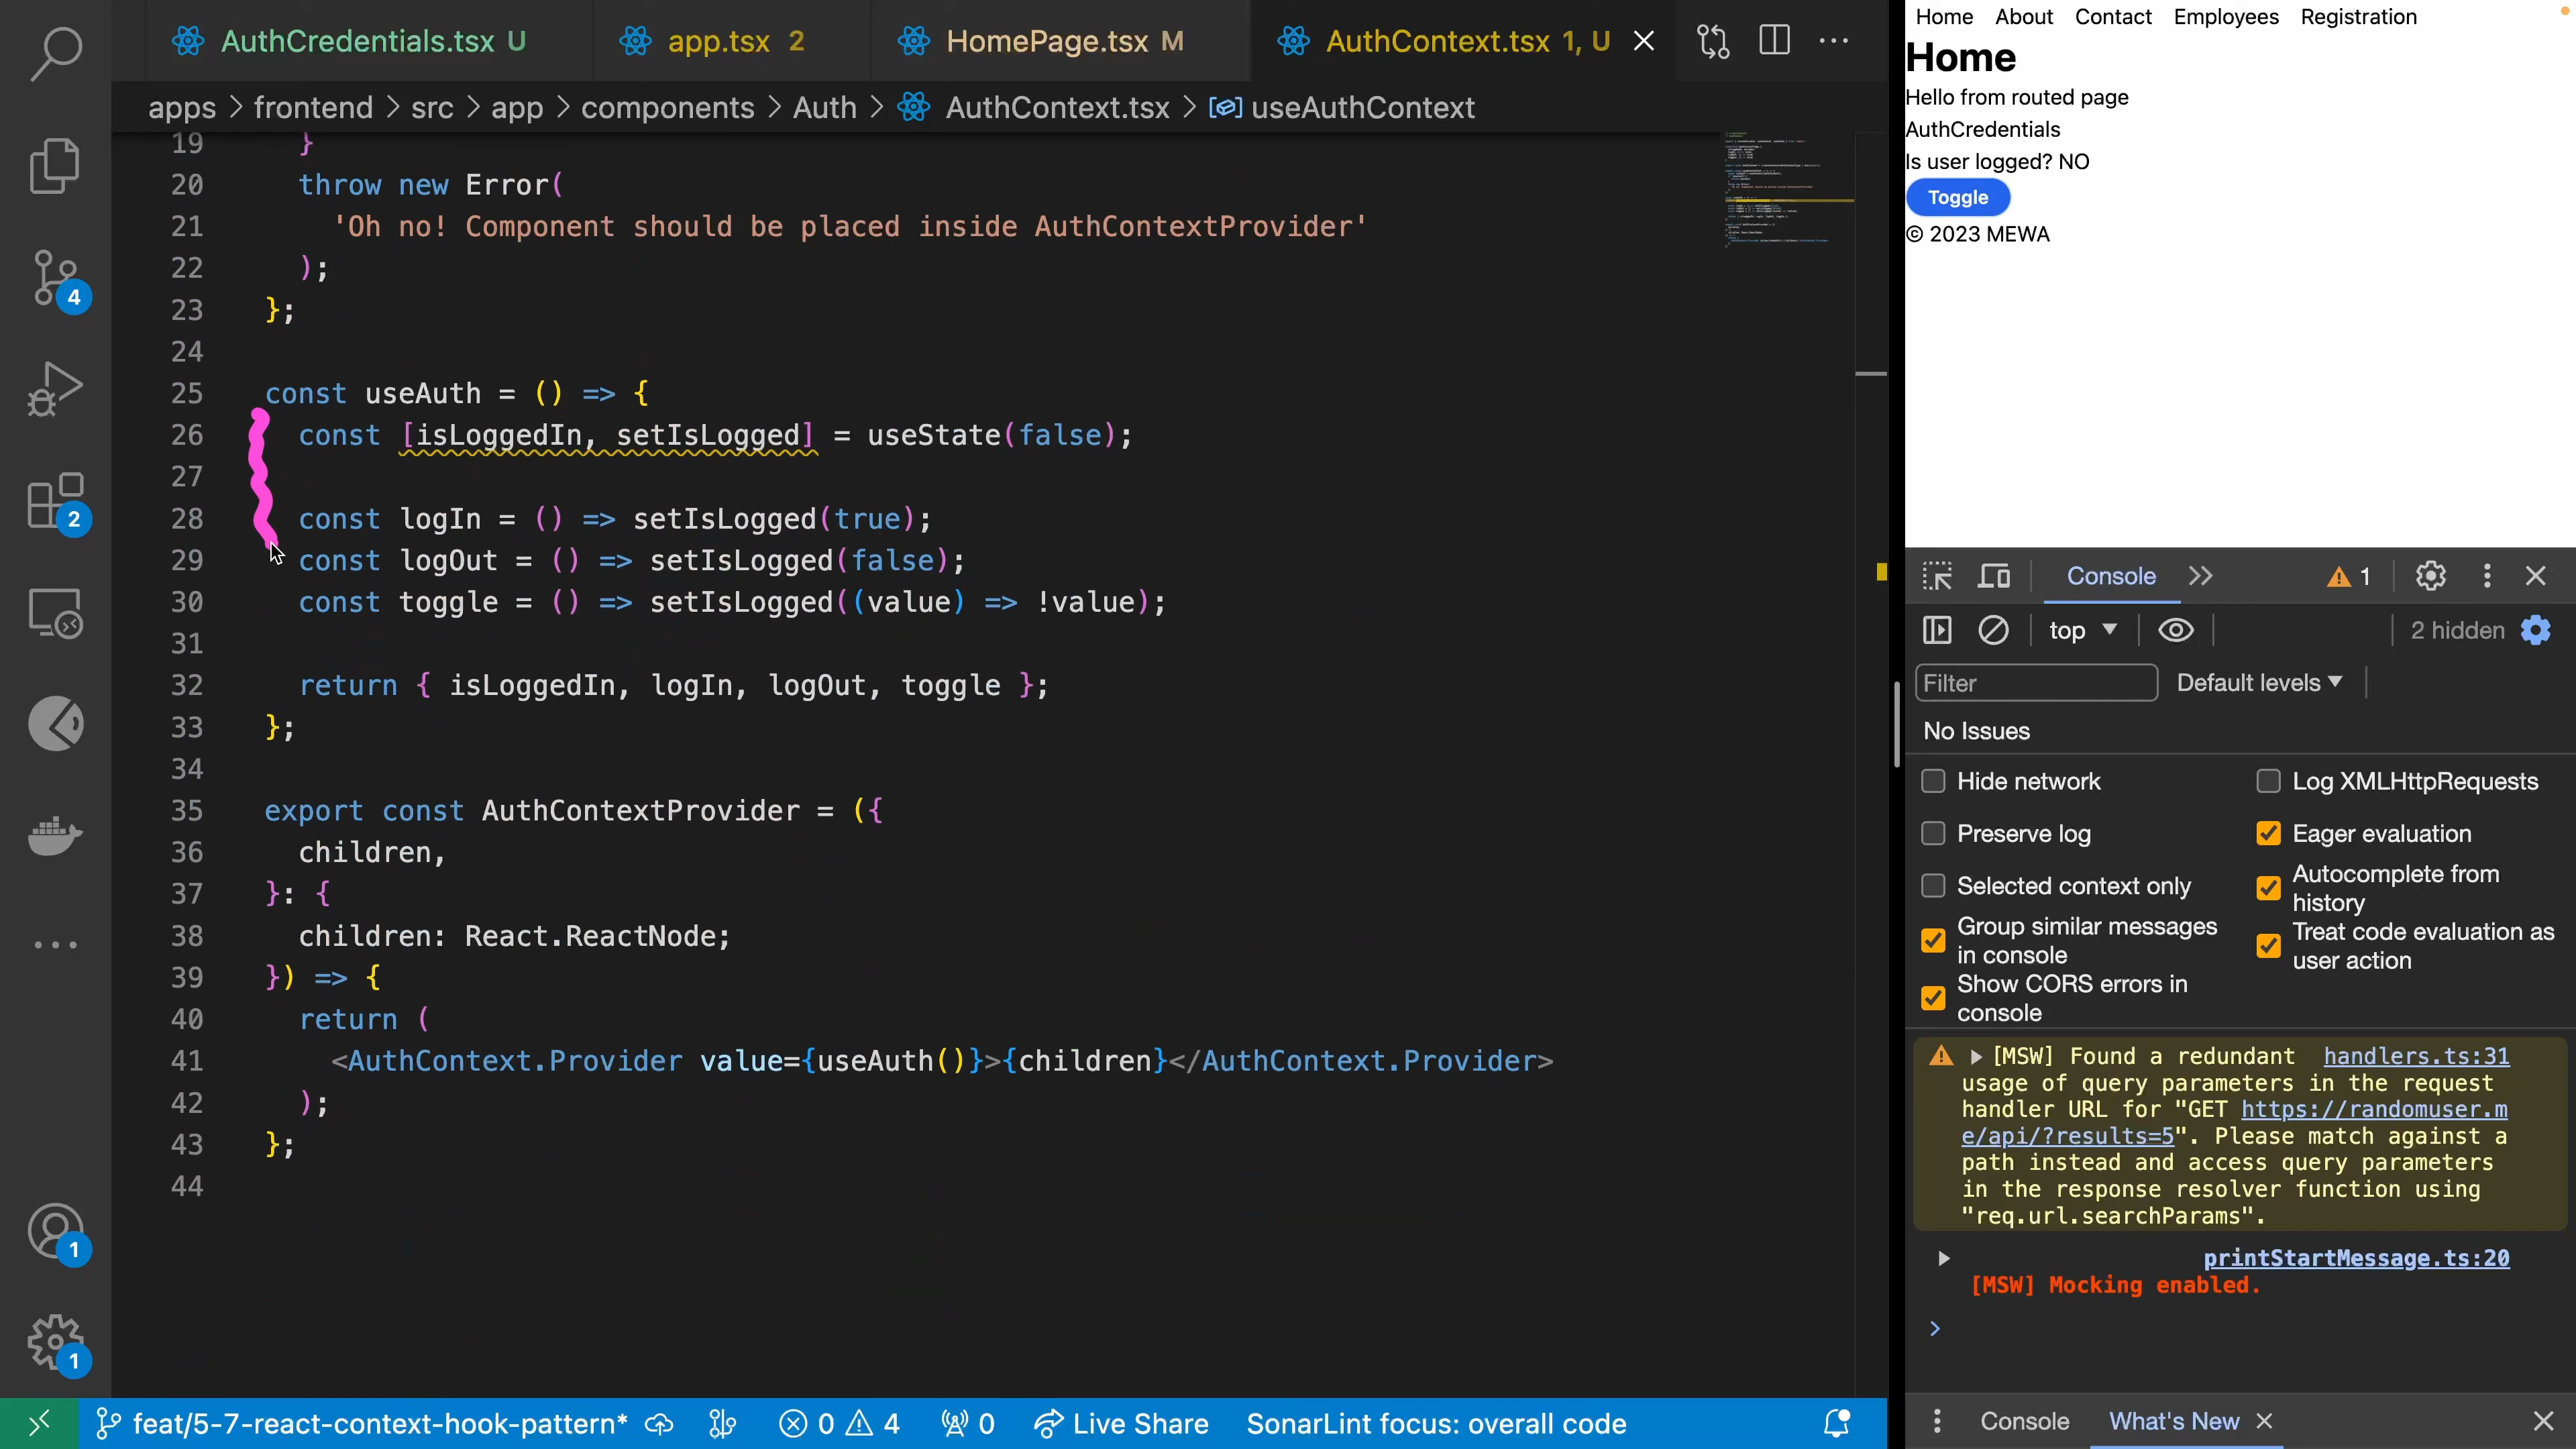 AuthCredentials.tsx U
app.tsx 2
HomePage.tsx M
AuthContext.tsx 1, U
apps > frontend > src > app > components > Auth > AuthContext.tsx > useAuthContext
19 }
20 throw new Error(
21 'Oh no! Component should be placed inside AuthContextProvider'
22 );
23 };
24
25 const useAuth = () => {
26 const [isLoggedIn, setIsLogged] = useState(false);
27
28 const logIn = () => setIsLogged(true);
29 const logOut = () => setIsLogged(false);
30 const toggle = () => setIsLogged((value) => !value);
31
32 return { isLoggedIn, logIn, logOut, toggle };
33 };
34
35 export const AuthContextProvider = ({
36 children,
37 }: {
38 children: React.ReactNode;
39 }) => {
40 return (
41 <AuthContext.Provider value={useAuth()}>{children}</AuthContext.Provider>
42 );
43 };
44
4
2
1
1
feat/5-7-react-context-hook-pattern* 0 4 0 Live Share SonarLint focus: overall code
Home About Contact Employees Registration
Home
Hello from routed page
AuthCredentials
Is user logged? NO
Toggle
© 2023 MEWA
Console 1
top 2 hidden
Filter Default levels
No Issues
Hide network
Log XMLHttpRequests
Preserve log
Eager evaluation
Selected context only
Autocomplete from
history
Group similar messages
in console
Treat code evaluation as
user action
Show CORS errors in
console
[MSW] Found a redundant handlers.ts:31
usage of query parameters in the request
handler URL for "GET https://randomuser.m
e/api/?results=5". Please match against a
path instead and access query parameters
in the response resolver function using
"req.url.searchParams".
printStartMessage.ts:20
[MSW] Mocking enabled.
>
Console What's New